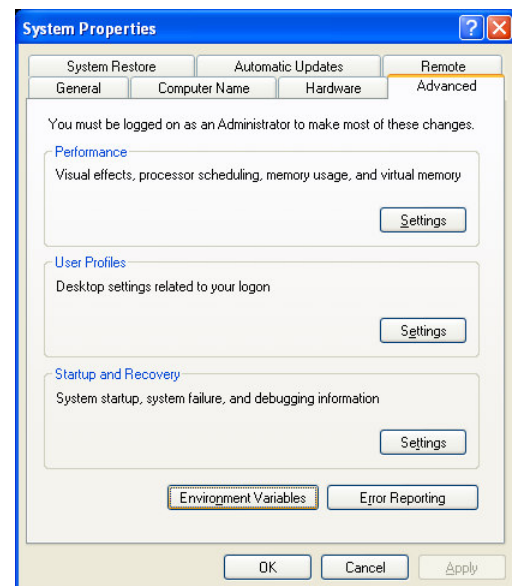 System Properties
?
X
System Restore
Automatic Updates
Remote
General
Computer Name
Hardware
Advanced
You must be logged on as an Administrator to make most of these changes.
Performance
Visual effects, processor scheduling, memory usage, and virtual memory
Settings
User Profiles
Desktop settings related to your logon
Settings
Startup and Recovery
System startup, system failure, and debugging information
Settings
Environment Variables
Error Reporting
OK
Cancel
Apply